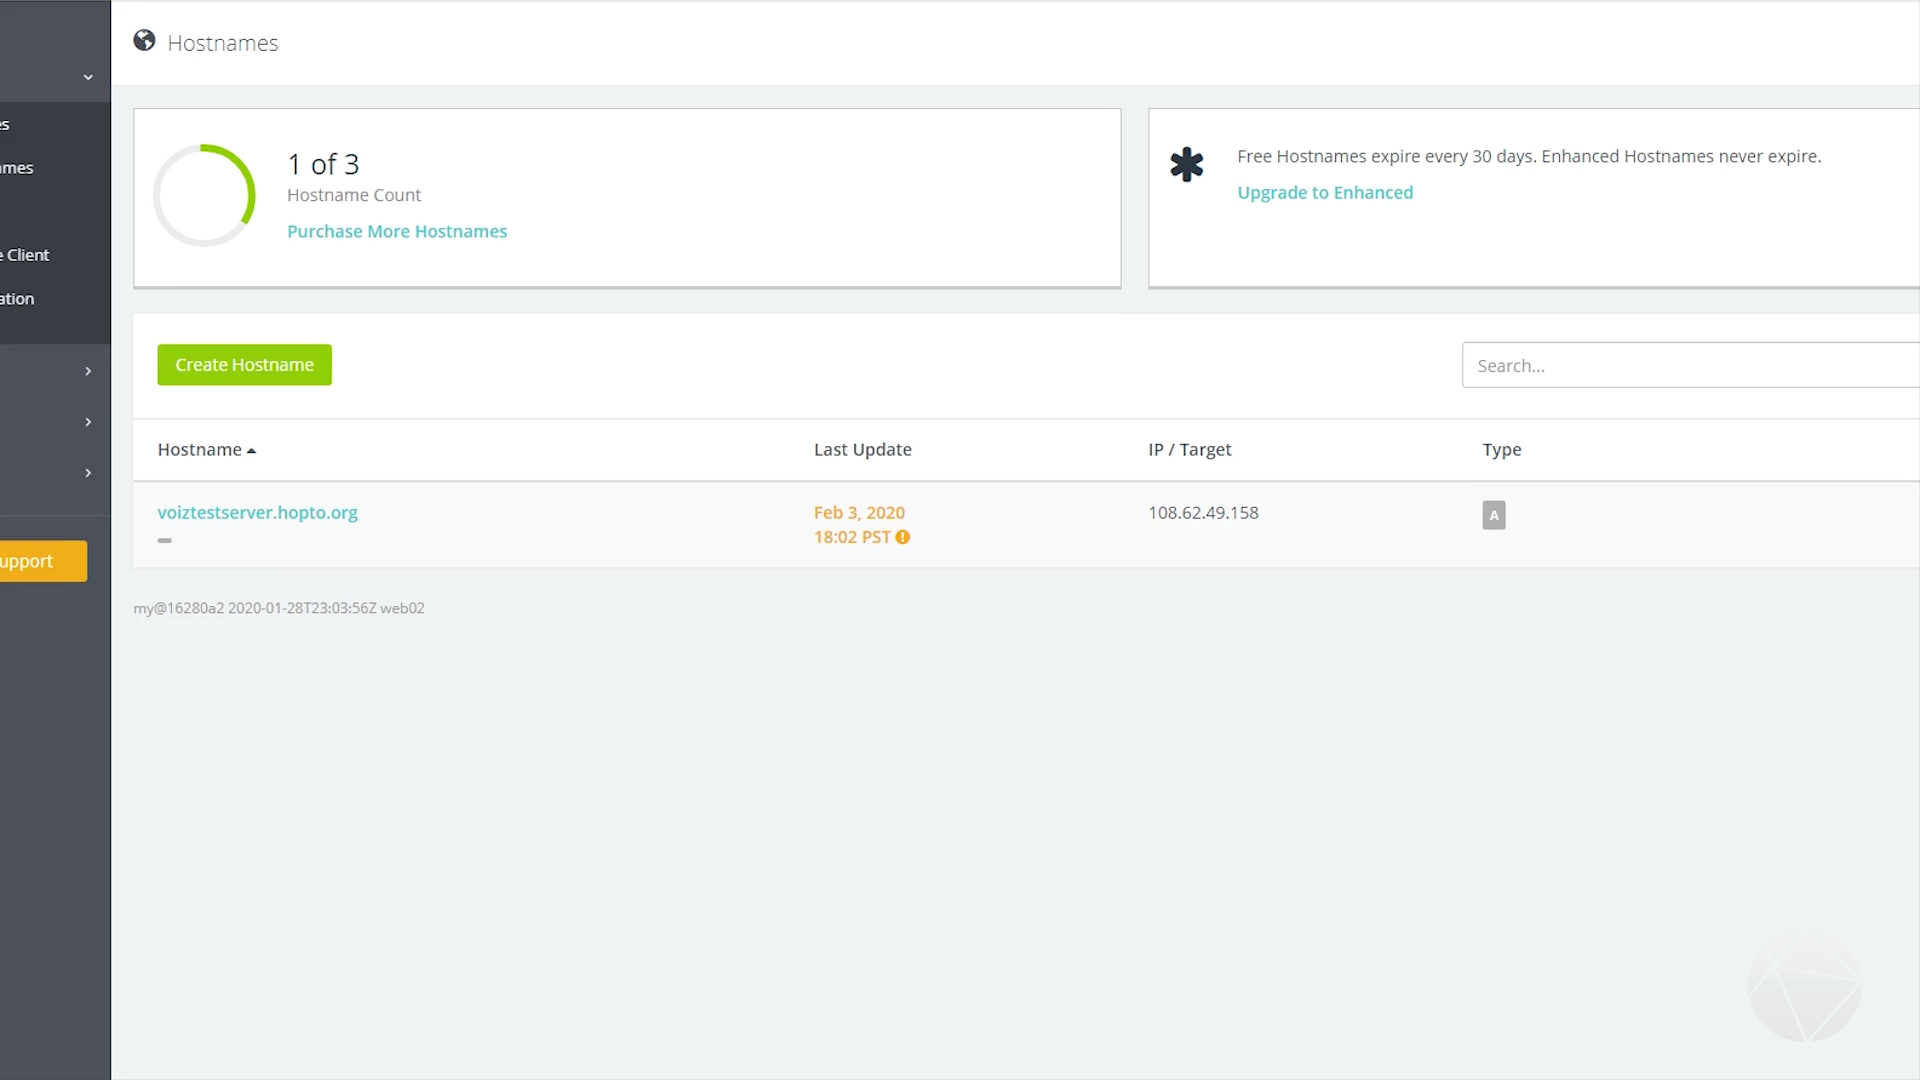 Hostnames
es
ames
e Client
ation
upport
1 of 3
Hostname Count
Purchase More Hostnames
Free Hostnames expire every 30 days. Enhanced Hostnames never expire.
Upgrade to Enhanced
Create Hostname
Search...
Hostname Last Update IP / Target Type
voiztestserver.hopto.org Feb 3, 2020 108.62.49.158 A
18:02 PST
my@16280a2 2020-01-28T23:03:56Z web02